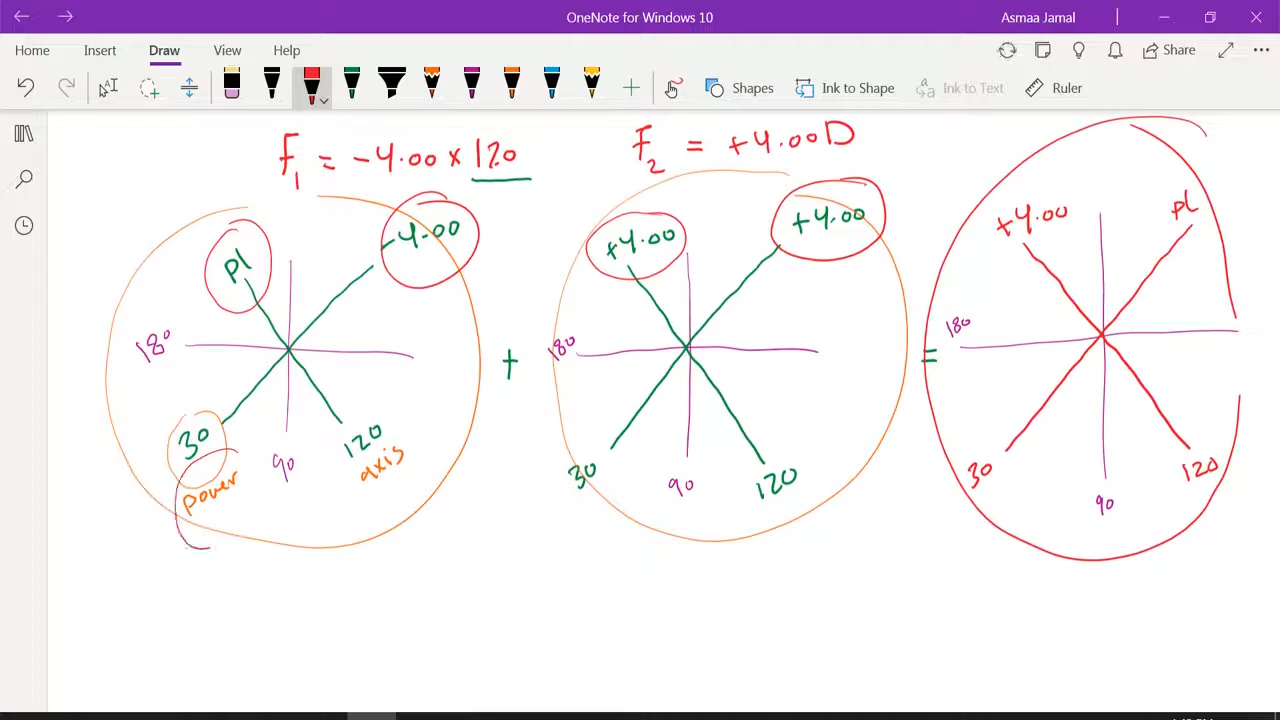 OneNote for Windows 10
Asmaa Jamal
Home Insert Draw View Help
Share
Shapes
Ink to Shape
Ink to Text
Ruler
F1 = -4.00 × 120
F2 = +4.00D
pl
-4.00
+4.00
+4.00
+4.00
pl
180
180
180
+
=
30
120
90
power
axis
30
90
120
30
90
120